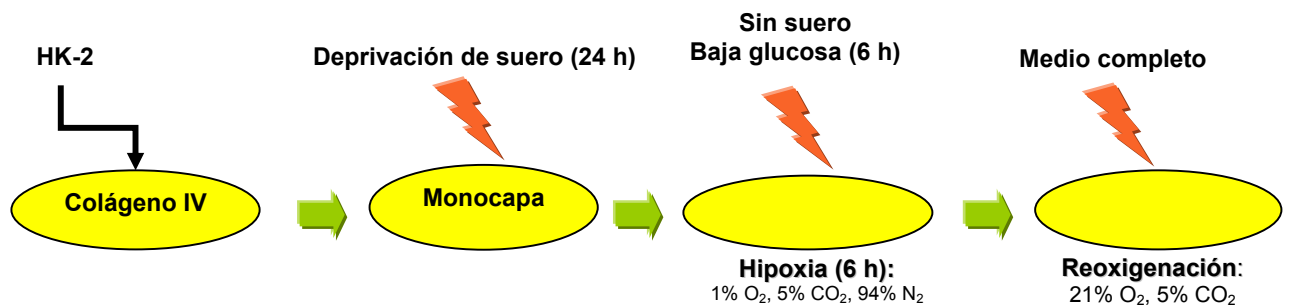 HK-2
Colágeno IV
Deprivación de suero (24 h)
Monocapa
Sin suero
Baja glucosa (6 h)
Hipoxia (6 h):
1% O₂, 5% CO₂, 94% N₂
Medio completo
Reoxigenación:
21% O₂, 5% CO₂